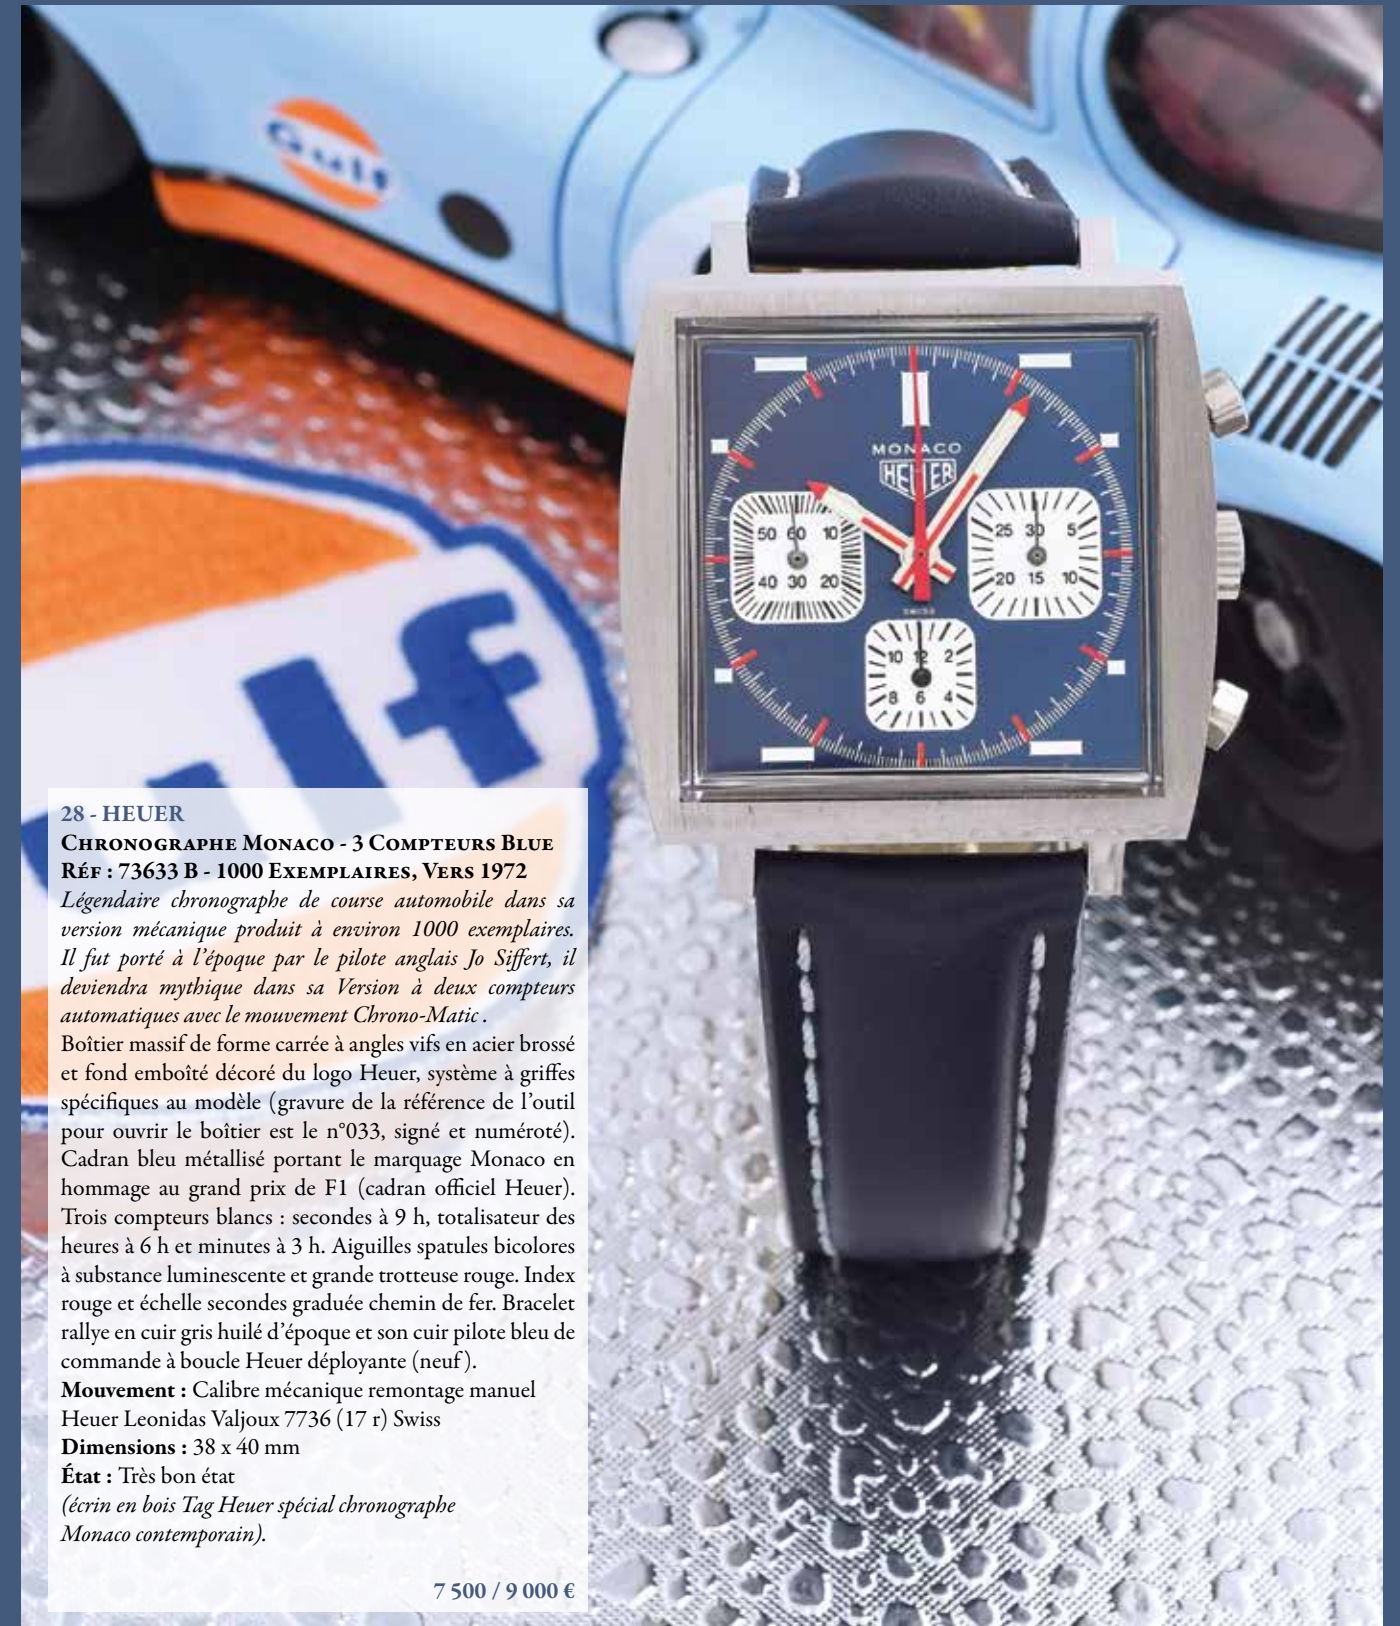 Gulf
MONACO
HEUER
50 60 10
40 30 20
25 30 5
20 15 10
SWISS
10 12 2
8 6 4
ulf
28 - HEUER
Chronographe Monaco - 3 Compteurs Blue
Réf : 73633 B - 1000 Exemplaires, Vers 1972
Légendaire chronographe de course automobile dans sa
version mécanique produit à environ 1000 exemplaires.
Il fut porté à l'époque par le pilote anglais Jo Siffert, il
deviendra mythique dans sa Version à deux compteurs
automatiques avec le mouvement Chrono-Matic .
Boîtier massif de forme carrée à angles vifs en acier brossé
et fond emboîté décoré du logo Heuer, système à griffes
spécifiques au modèle (gravure de la référence de l'outil
pour ouvrir le boîtier est le n°033, signé et numéroté).
Cadran bleu métallisé portant le marquage Monaco en
hommage au grand prix de F1 (cadran officiel Heuer).
Trois compteurs blancs : secondes à 9 h, totalisateur des
heures à 6 h et minutes à 3 h. Aiguilles spatules bicolores
à substance luminescente et grande trotteuse rouge. Index
rouge et échelle secondes graduée chemin de fer. Bracelet
rallye en cuir gris huilé d'époque et son cuir pilote bleu de
commande à boucle Heuer déployante (neuf).
Mouvement : Calibre mécanique remontage manuel
Heuer Leonidas Valjoux 7736 (17 r) Swiss
Dimensions : 38 x 40 mm
État : Très bon état
(écrin en bois Tag Heuer spécial chronographe
Monaco contemporain).
7 500 / 9 000 €